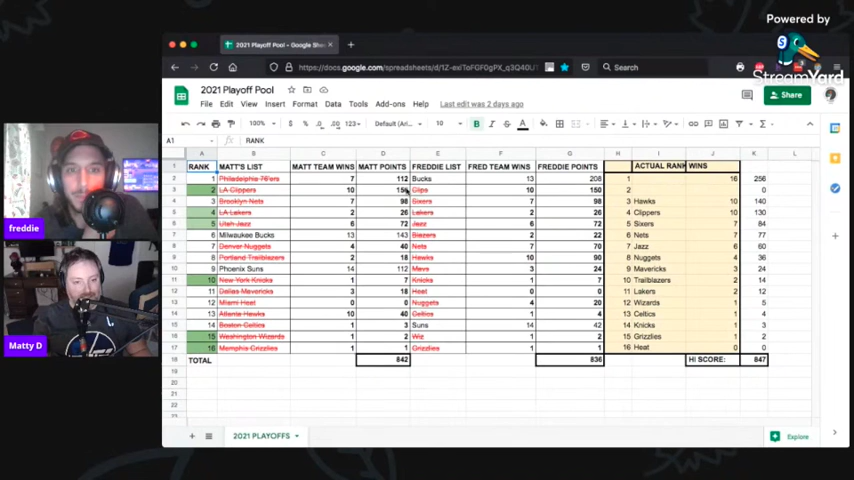 Powered by
StreamYard
2021 Playoff Pool - Google She
https://docs.google.com/spreadsheets/d/1Z-exIToFGF0gPX_q3Q40U
Search
2021 Playoff Pool
File Edit View Insert Format Data Tools Add-ons Help Last edit was 2 days ago
Share
100% $ % .0 .00 123 Default (Ari... 10 B I S A
A1 RANK
A B C D E F G H I J K L
1 RANK MATT'S LIST MATT TEAM WINS MATT POINTS FREDDIE LIST FRED TEAM WINS FREDDIE POINTS ACTUAL RANK WINS
2 1 Philadelphia 76'ers 7 112 Bucks 13 208 1 16 256
3 2 LA Clippers 10 150 Clips 10 150 2 0
4 3 Brooklyn Nets 7 98 Nets 7 98 3 Hawks 10 140
5 4 LA Lakers 2 26 Lakers 2 26 4 Clippers 10 130
6 5 Utah Jazz 6 72 Sixers 7 84 5 Sixers 7 84
7 6 Milwaukee Bucks 13 143 Blazers 2 22 6 Nets 7 77
8 7 Denver Nuggets 4 40 Nets 7 70 7 Jazz 6 60
9 8 Portland Trailblazers 2 18 Hawks 10 90 8 Nuggets 4 36
10 9 Phoenix Suns 14 112 Mavs 3 24 9 Mavericks 3 24
11 10 New York Knicks 1 7 Knicks 1 7 10 Trailblazers 2 14
12 11 Dallas Mavericks 3 18 Heat 0 0 11 Lakers 2 12
13 12 Miami Heat 0 0 Nuggets 4 20 12 Wizards 1 5
14 13 Atlanta Hawks 10 40 Celtics 1 4 13 Celtics 1 4
15 14 Boston Celtics 1 3 Suns 14 42 14 Knicks 1 3
16 15 Washington Wizards 1 2 Wiz 1 2 15 Grizzlies 1 2
17 16 Memphis Grizzlies 1 1 Grizzlies 1 1 16 Heat 0 0
18 TOTAL 842 836 HI SCORE: 847
19
20
21
22
2021 PLAYOFFS
Explore
freddie
Matty D